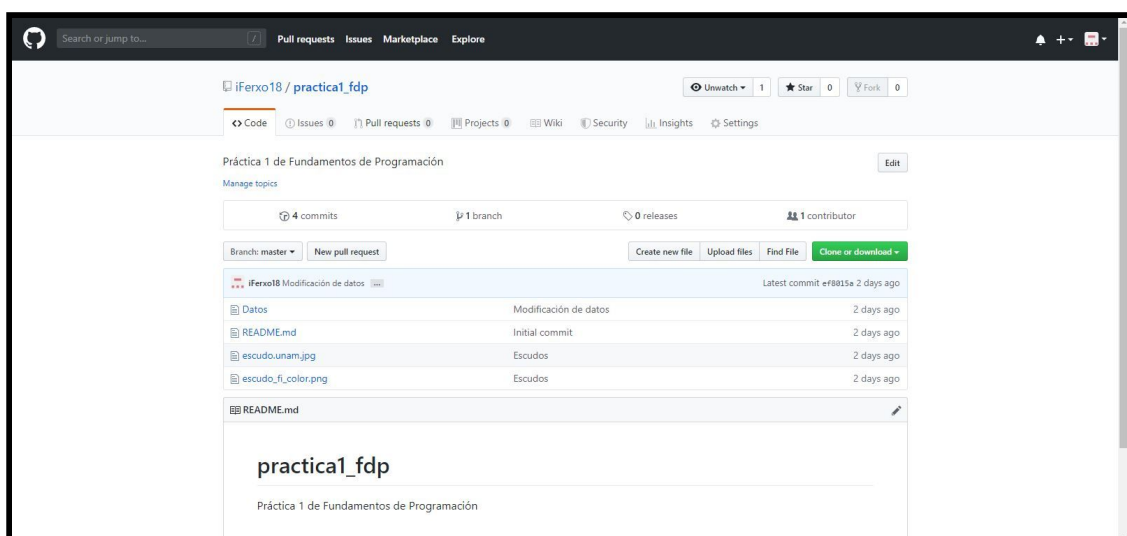 Search or jump to... / Pull requests Issues Marketplace Explore
iFerxo18 / practica1_fdp Unwatch 1 Star 0 Fork 0
Code Issues 0 Pull requests 0 Projects 0 Wiki Security Insights Settings
Práctica 1 de Fundamentos de Programación Edit
Manage topics
4 commits 1 branch 0 releases 1 contributor
Branch: master New pull request Create new file Upload files Find File Clone or download
iFerxo18 Modificación de datos ... Latest commit ef8015a 2 days ago
Datos Modificación de datos 2 days ago
README.md Initial commit 2 days ago
escudo.unam.jpg Escudos 2 days ago
escudo_fi_color.png Escudos 2 days ago
README.md
practica1_fdp
Práctica 1 de Fundamentos de Programación